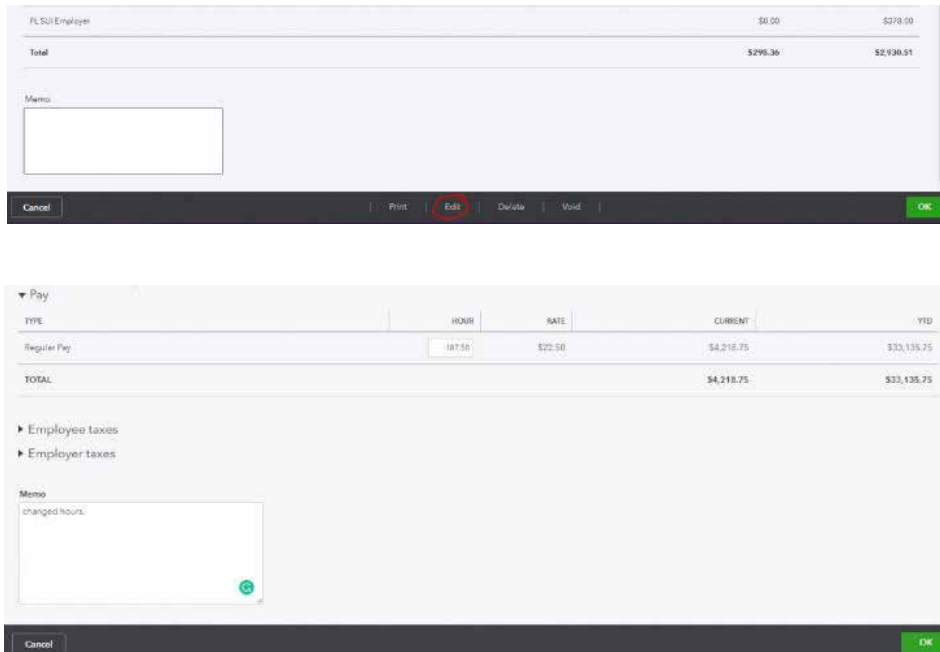 FL SUI Employer $0.00 $378.00
Total $298.36 $2,930.51
Memo
Cancel | Print | Edit | Delete | Void | OK
Pay
TYPE HOUR RATE CURRENT YTD
Regular Pay 187.50 $22.50 $4,218.75 $33,135.75
TOTAL $4,218.75 $33,135.75
Employee taxes
Employer taxes
Memo
changed hours.
Cancel OK